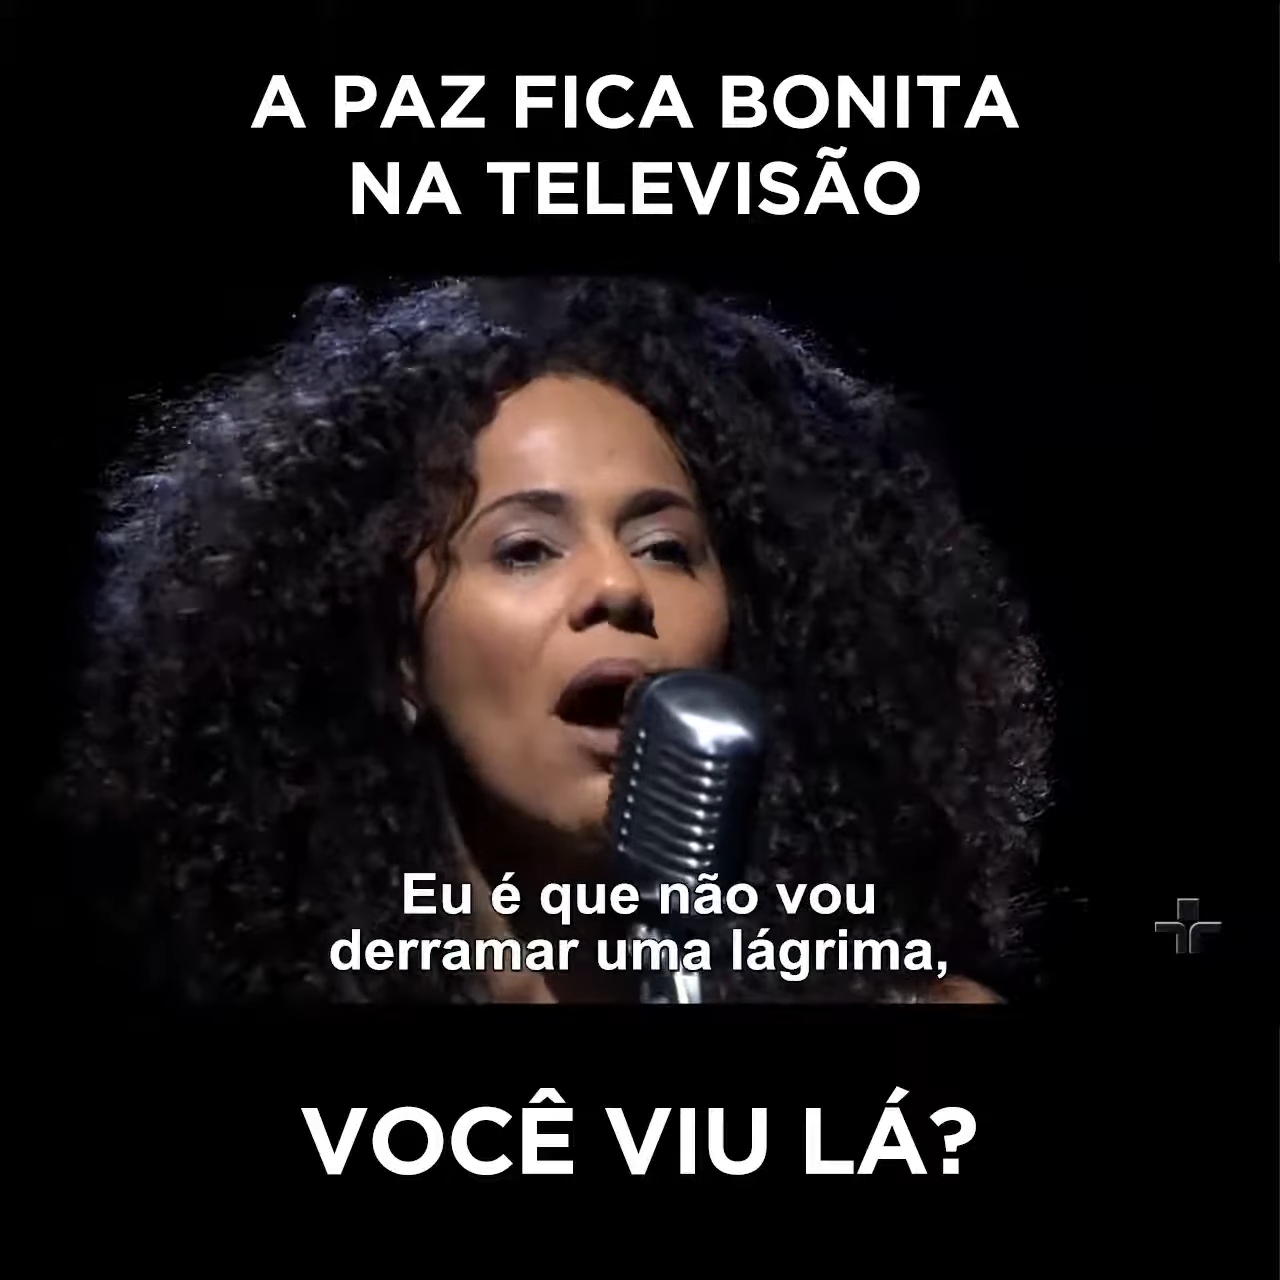 A PAZ FICA BONITA
NA TELEVISÃO
Eu é que não vou
derramar uma lágrima,
VOCÊ VIU LÁ?